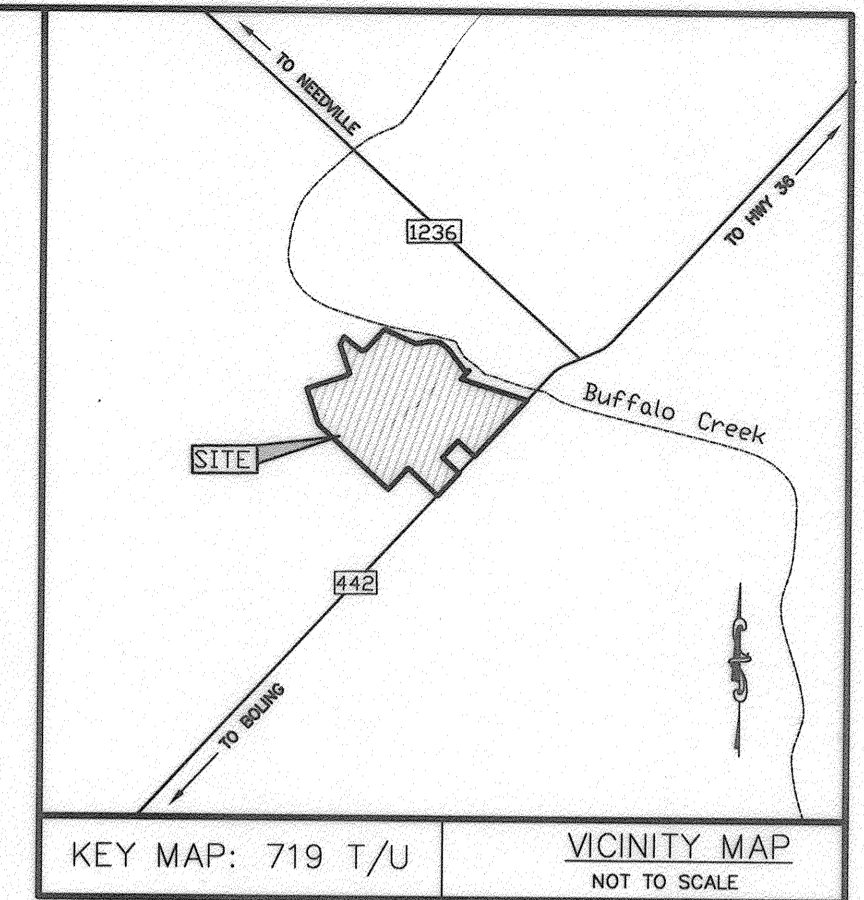 TO NEEDVILLE
TO HWY 36
1236
Buffalo Creek
SITE
442
TO BOLING
KEY MAP: 719 T/U
VICINITY MAP
NOT TO SCALE